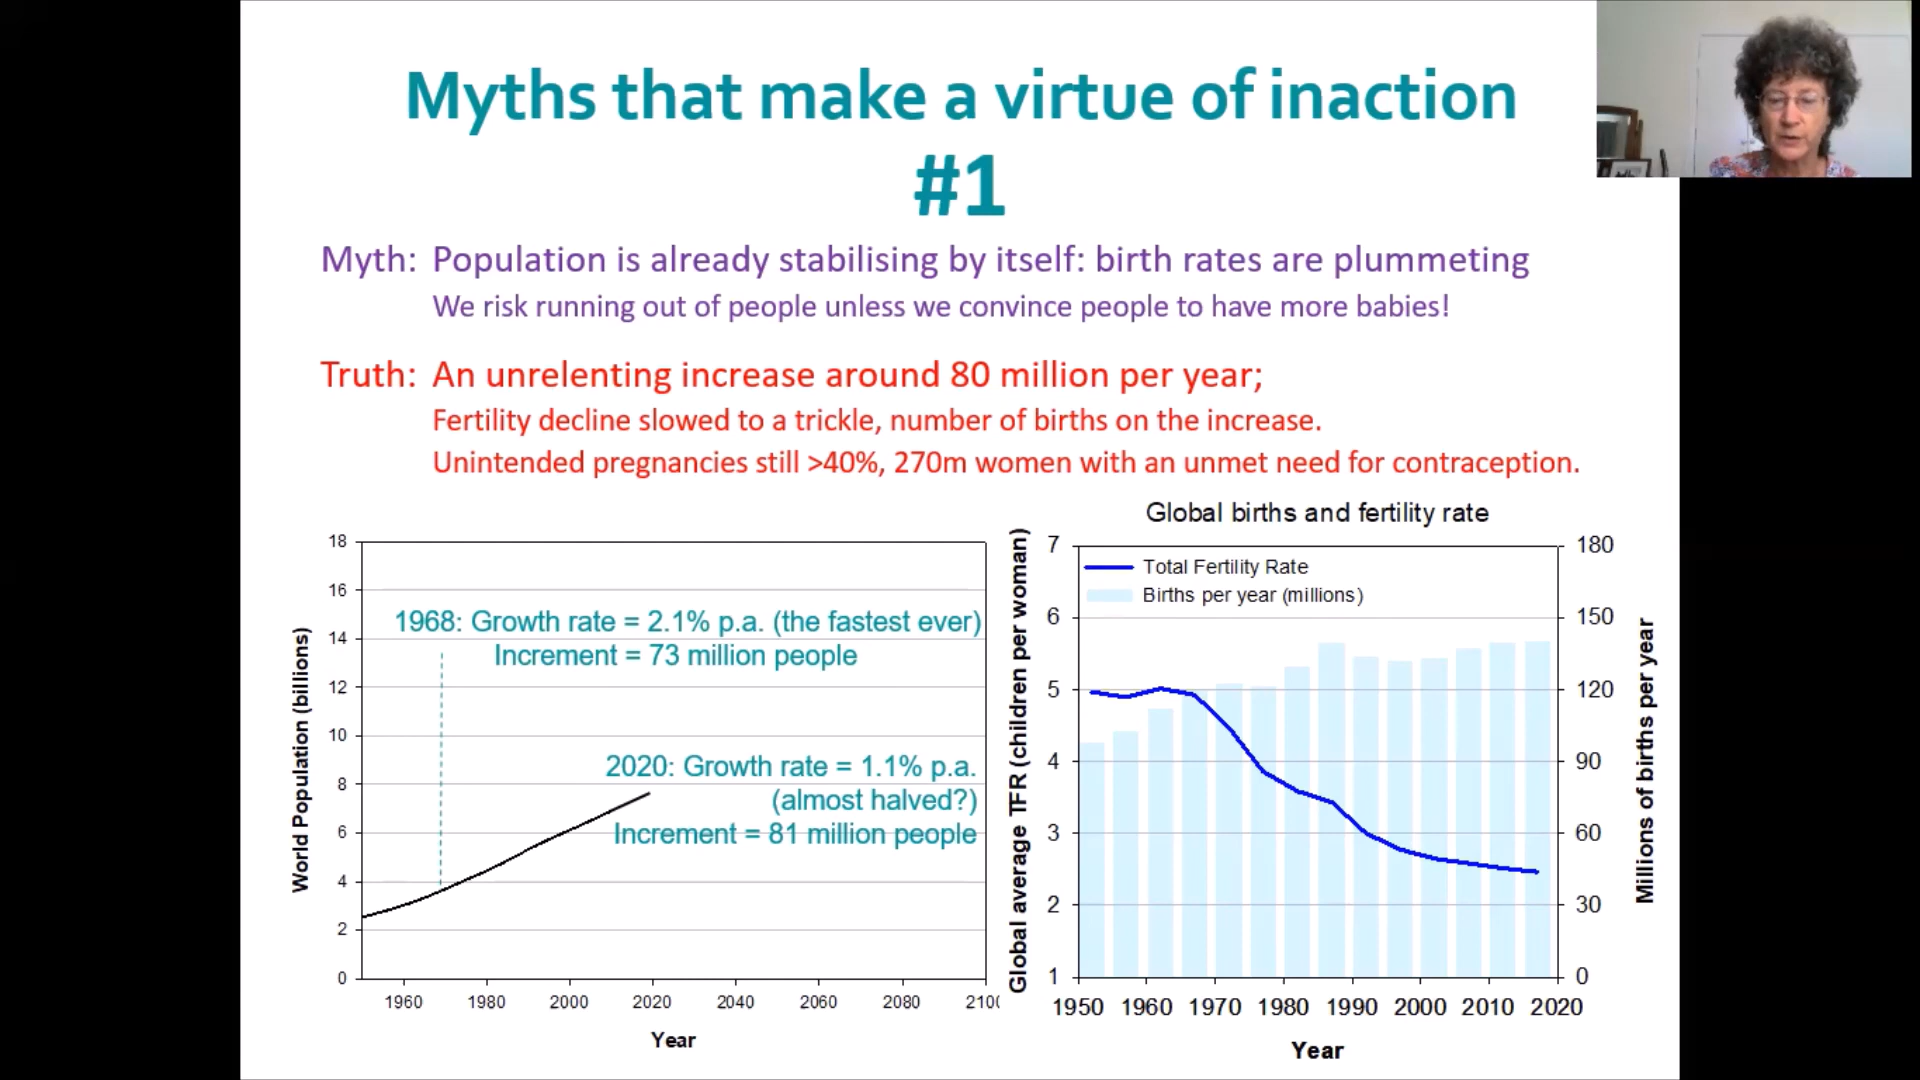 Myths that make a virtue of inaction
#1
Myth: Population is already stabilising by itself: birth rates are plummeting
We risk running out of people unless we convince people to have more babies!
Truth: An unrelenting increase around 80 million per year;
Fertility decline slowed to a trickle, number of births on the increase.
Unintended pregnancies still >40%, 270m women with an unmet need for contraception.
World Population (billions)
18
16
14
12
10
8
6
4
2
0
1968: Growth rate = 2.1% p.a. (the fastest ever)
Increment = 73 million people
2020: Growth rate = 1.1% p.a.
(almost halved?)
Increment = 81 million people
1960 1980 2000 2020 2040 2060 2080 2100
Year
Global births and fertility rate
Global average TFR (children per woman)
7
6
5
4
3
2
1
Total Fertility Rate
Births per year (millions)
180
150
120
90
60
30
0
Millions of births per year
1950 1960 1970 1980 1990 2000 2010 2020
Year